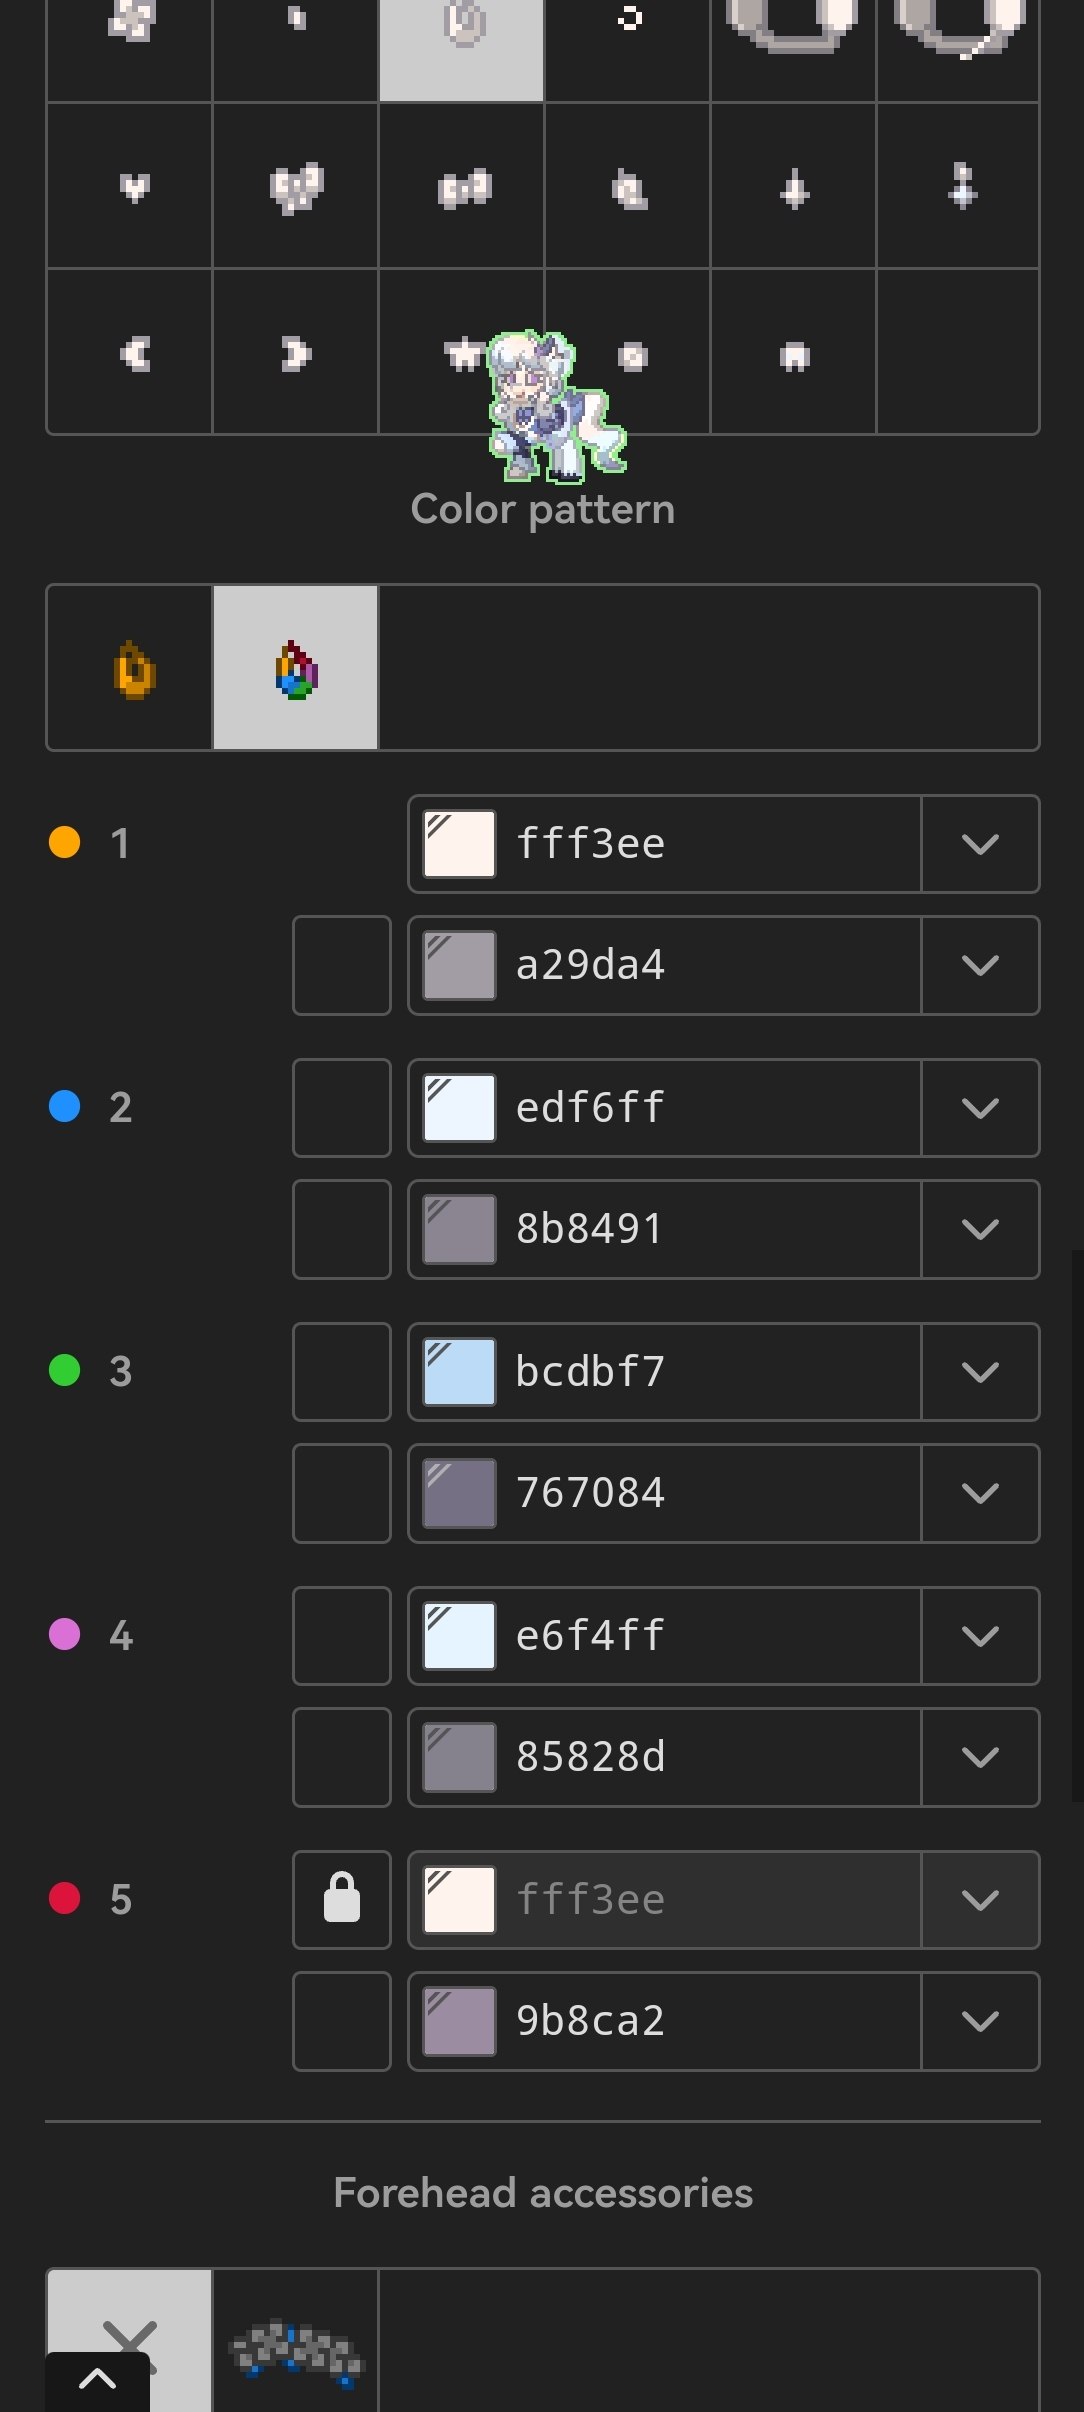 Color pattern
1
fff3ee
a29da4
2
edf6ff
8b8491
3
bcdbf7
767084
4
e6f4ff
85828d
5
fff3ee
9b8ca2
Forehead accessories